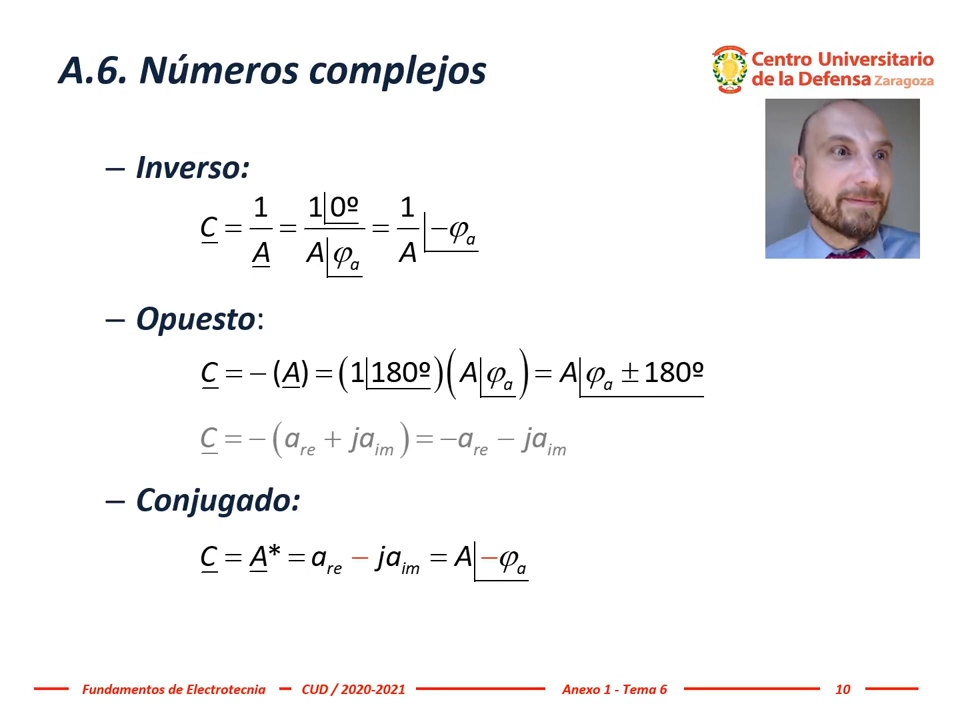 A.6. Números complejos
Centro Universitario
de la Defensa Zaragoza
– Inverso:
C = 1/A = 1|0º / A|φa = 1/A |−φa
– Opuesto:
C = −(A) = (1|180º)(A|φa) = A|φa ± 180º
C = −(are + jaim) = −are − jaim
– Conjugado:
C = A* = are − jaim = A|−φa
Fundamentos de Electrotecnia CUD / 2020-2021 Anexo 1 - Tema 6 10